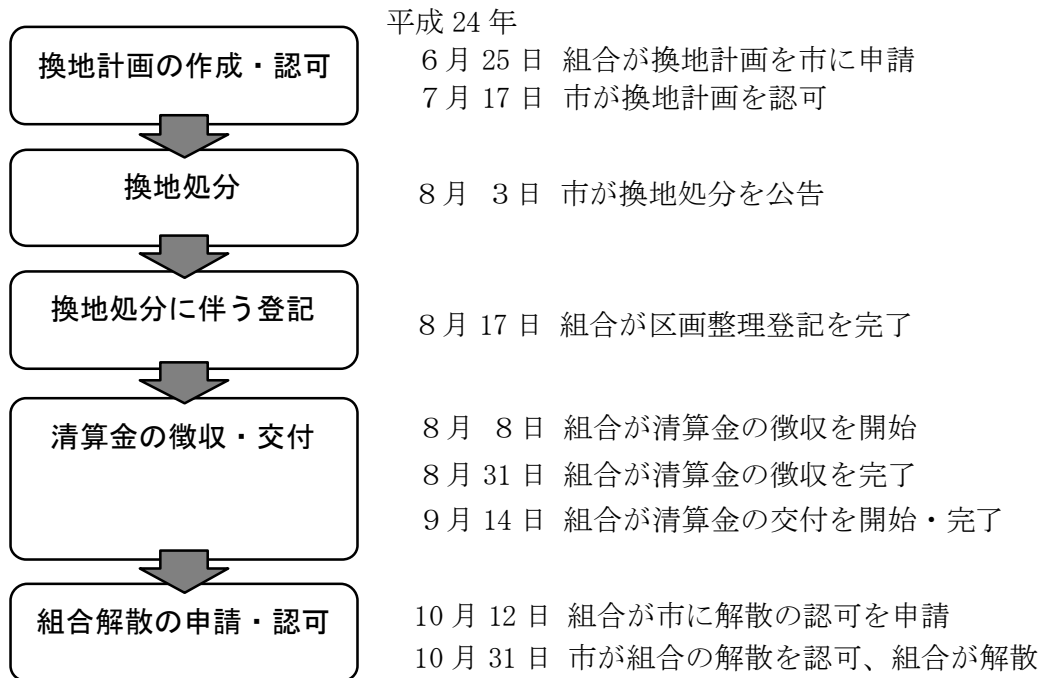 平成 24 年
換地計画の作成・認可
6月 25 日 組合が換地計画を市に申請
7月 17 日 市が換地計画を認可
換地処分
8月 3日 市が換地処分を公告
換地処分に伴う登記
8月 17 日 組合が区画整理登記を完了
清算金の徴収・交付
8月 8日 組合が清算金の徴収を開始
8月 31 日 組合が清算金の徴収を完了
9月 14 日 組合が清算金の交付を開始・完了
組合解散の申請・認可
10 月 12 日 組合が市に解散の認可を申請
10 月 31 日 市が組合の解散を認可、組合が解散